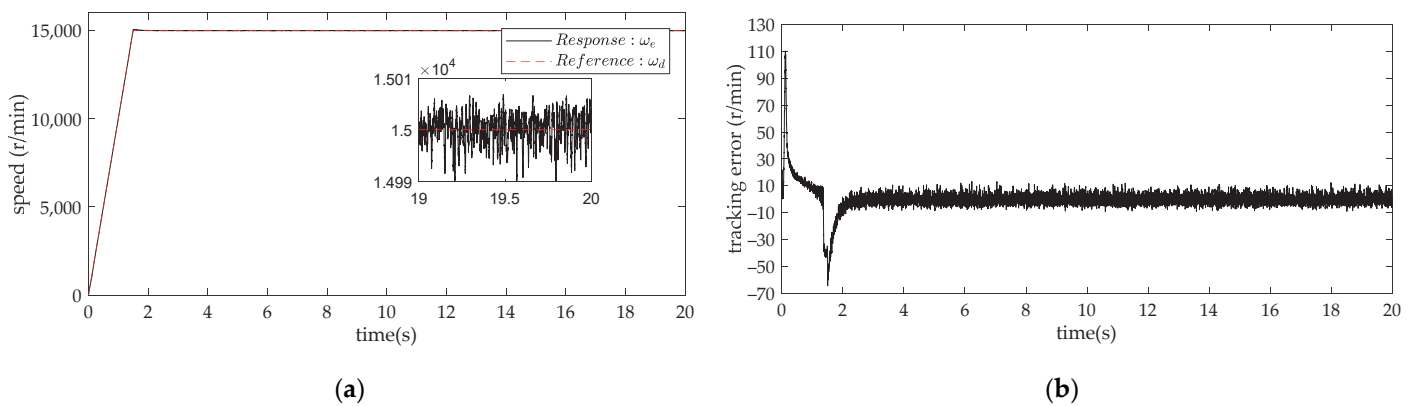 15,000
10,000
5,000
0
speed (r/min)
0 2 4 6 8 10 12 14 16 18 20
time(s)
Response : ωe
Reference : ωd
×10⁴
1.501
1.5
1.499
19 19.5 20
(a)
130
110
90
70
50
30
10
−10
−30
−50
−70
tracking error (r/min)
0 2 4 6 8 10 12 14 16 18 20
time(s)
(b)